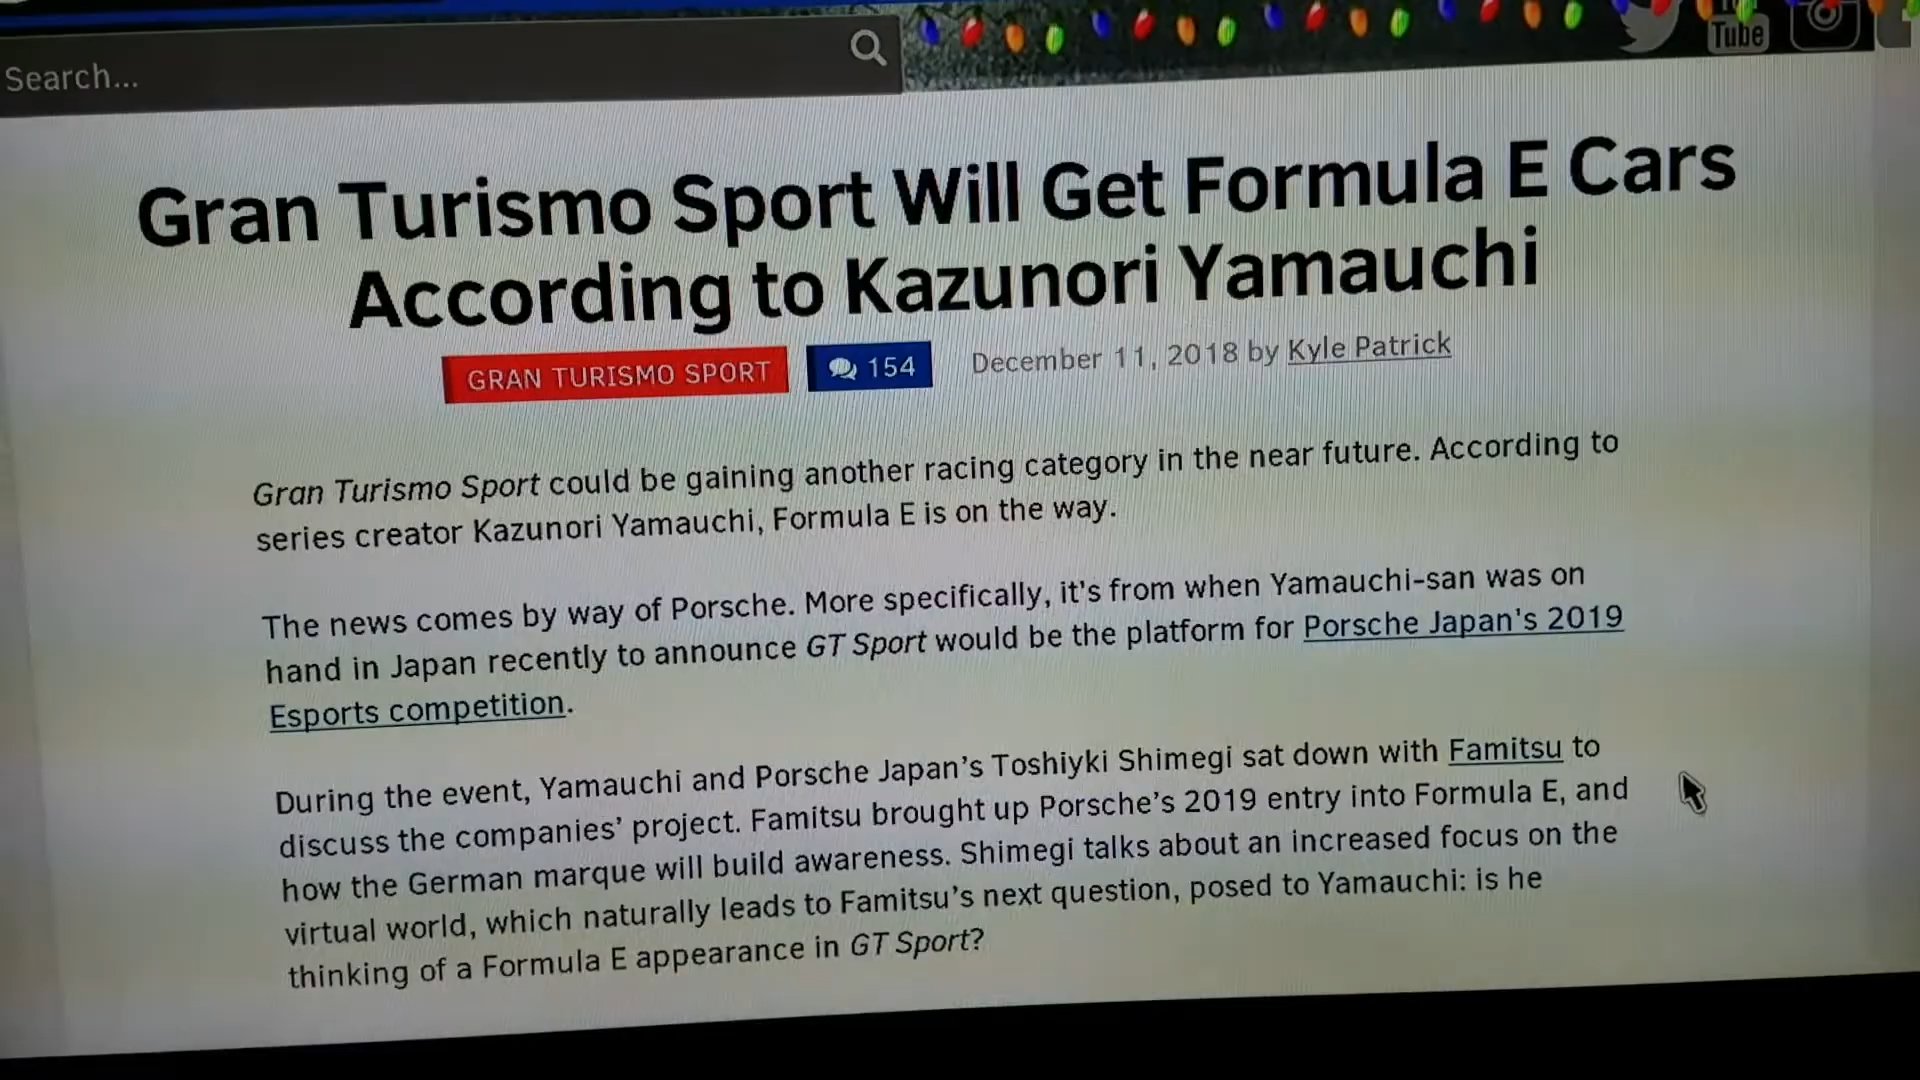 Search...
Tube
Gran Turismo Sport Will Get Formula E Cars
According to Kazunori Yamauchi
GRAN TURISMO SPORT 154 December 11, 2018 by Kyle Patrick
Gran Turismo Sport could be gaining another racing category in the near future. According to
series creator Kazunori Yamauchi, Formula E is on the way.
The news comes by way of Porsche. More specifically, it's from when Yamauchi-san was on
hand in Japan recently to announce GT Sport would be the platform for Porsche Japan's 2019
Esports competition.
During the event, Yamauchi and Porsche Japan's Toshiyki Shimegi sat down with Famitsu to
discuss the companies' project. Famitsu brought up Porsche's 2019 entry into Formula E, and
how the German marque will build awareness. Shimegi talks about an increased focus on the
virtual world, which naturally leads to Famitsu's next question, posed to Yamauchi: is he
thinking of a Formula E appearance in GT Sport?